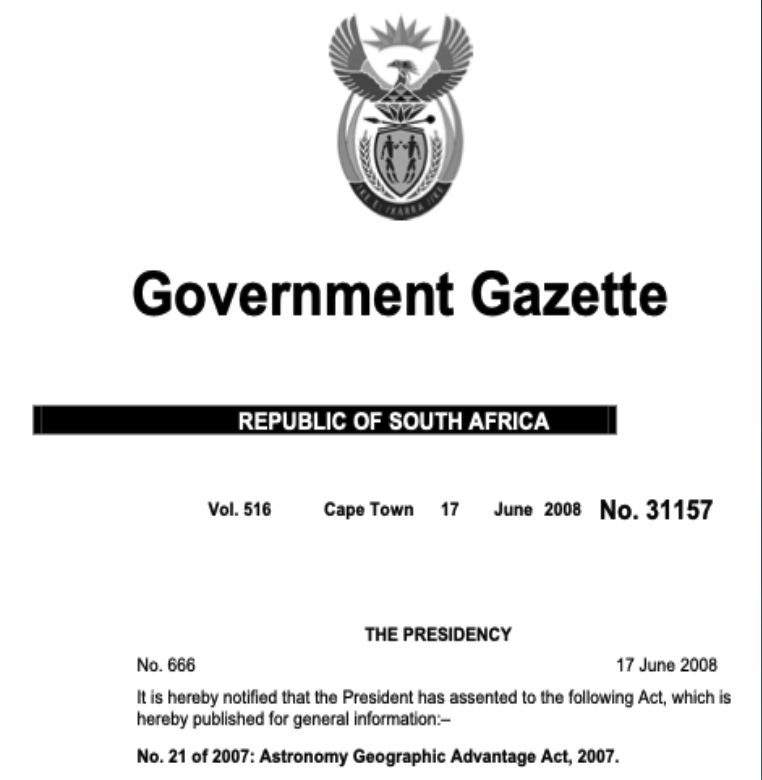 !KE E: /XARRA //KE
Government Gazette
REPUBLIC OF SOUTH AFRICA
Vol. 516 Cape Town 17 June 2008 No. 31157
THE PRESIDENCY
No. 666 17 June 2008
It is hereby notified that the President has assented to the following Act, which is
hereby published for general information:–
No. 21 of 2007: Astronomy Geographic Advantage Act, 2007.